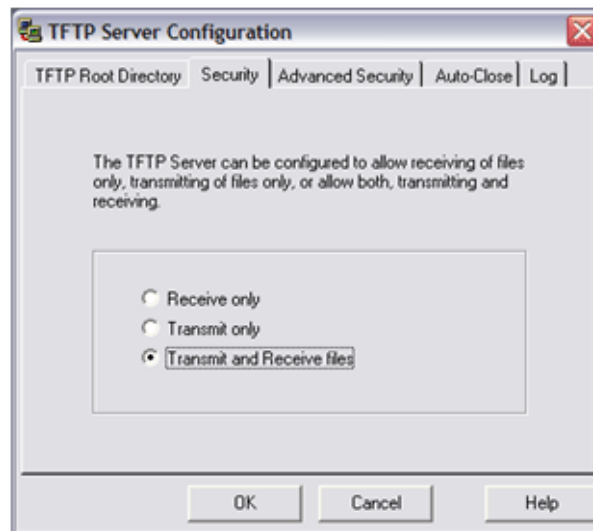 TFTP Server Configuration
TFTP Root Directory Security Advanced Security Auto-Close Log
The TFTP Server can be configured to allow receiving of files
only, transmitting of files only, or allow both, transmitting and
receiving.
Receive only
Transmit only
Transmit and Receive files
OK Cancel Help